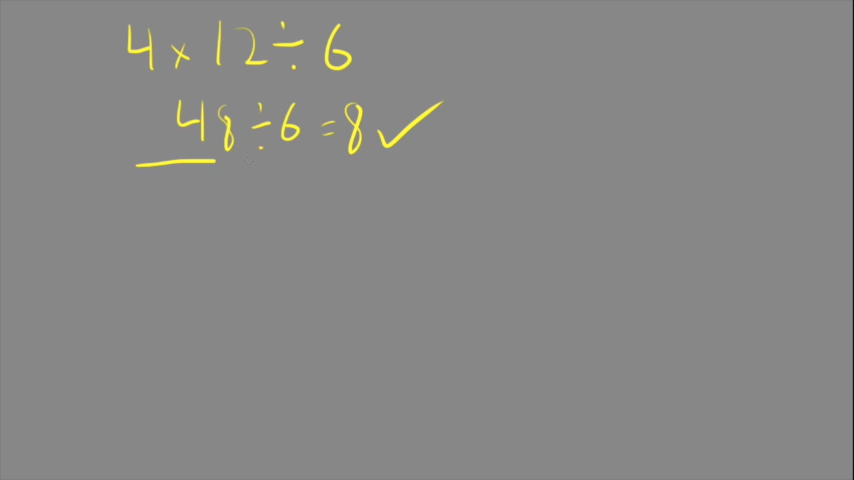 4 × 12 ÷ 6
48 ÷ 6 = 8 ✓